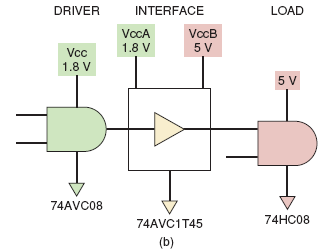 DRIVER INTERFACE LOAD
VccA VccB
Vcc 1.8 V 5 V
1.8 V
5 V
74AVC08 74AVC1T45 74HC08
(b)